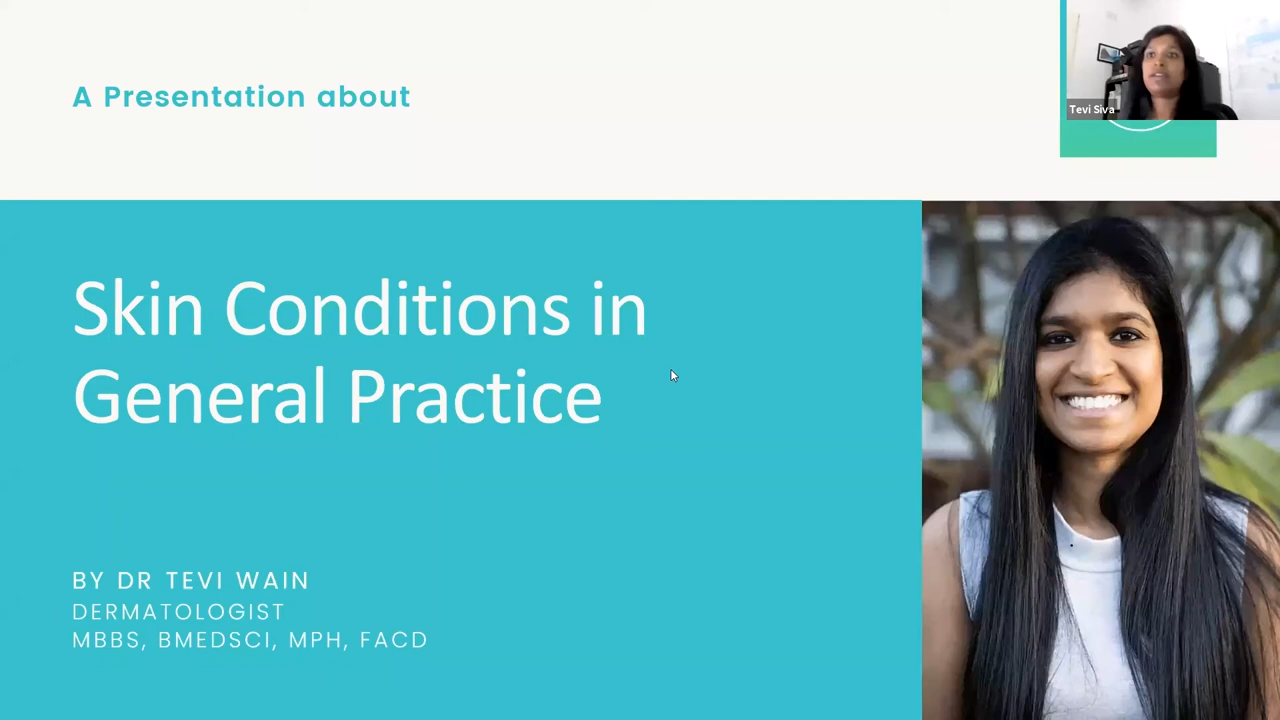 A Presentation about
Tevi Siva
Skin Conditions in
General Practice
BY DR TEVI WAIN
DERMATOLOGIST
MBBS, BMEDSCI, MPH, FACD